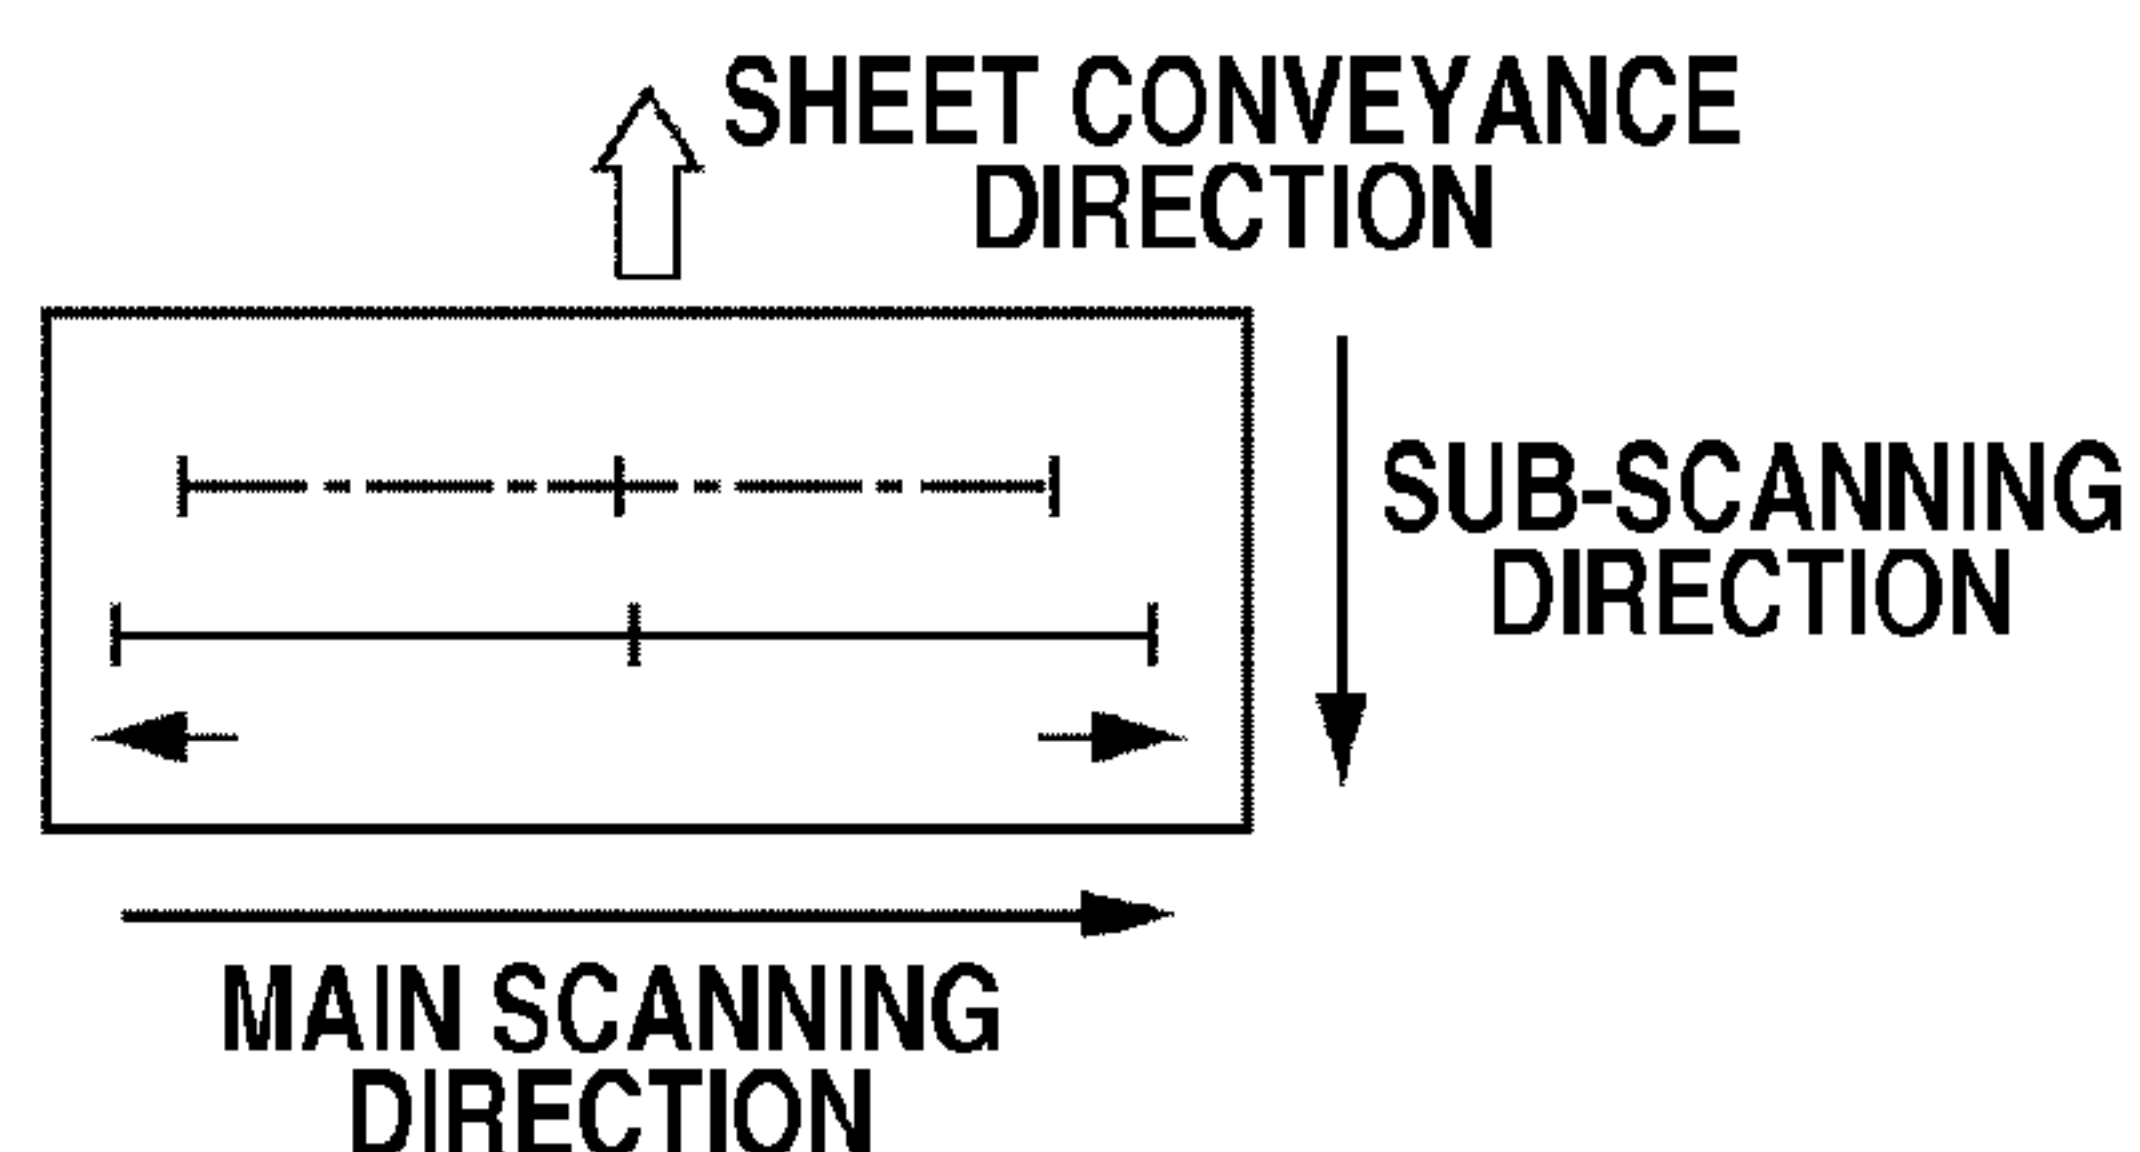 SHEET CONVEYANCE
DIRECTION
SUB-SCANNING
DIRECTION
MAIN SCANNING
DIRECTION